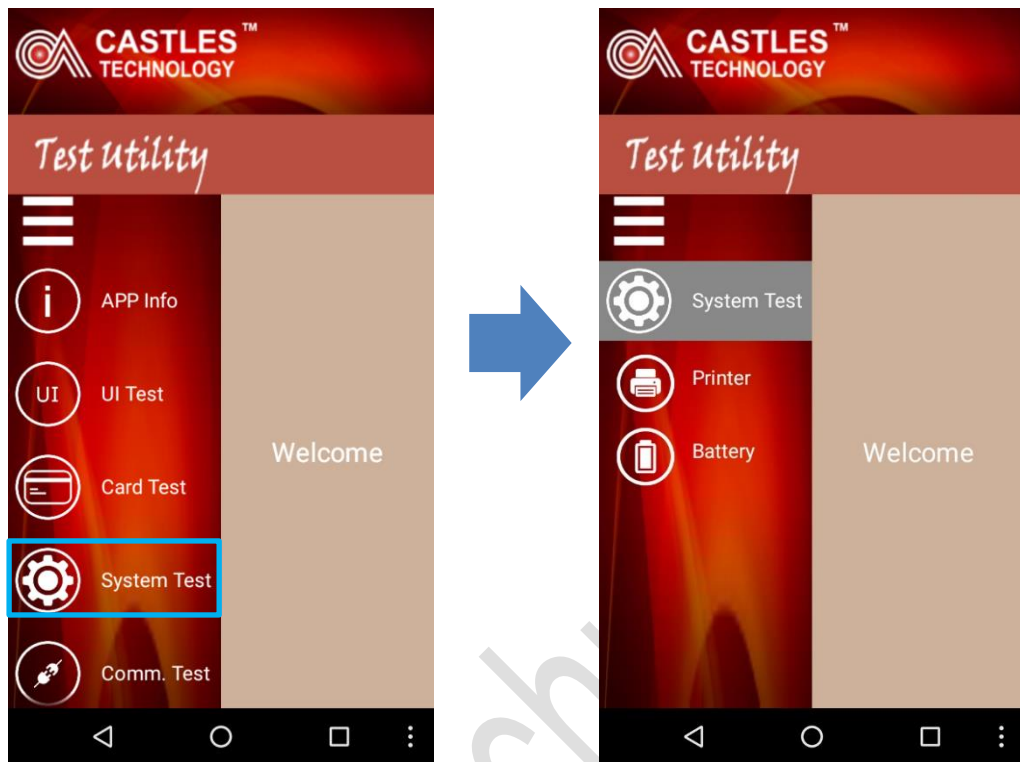 CASTLES™
TECHNOLOGY
Test Utility
i
APP Info
UI
UI Test
Card Test
Welcome
System Test
Comm. Test
CASTLES™
TECHNOLOGY
Test Utility
System Test
Printer
Battery
Welcome